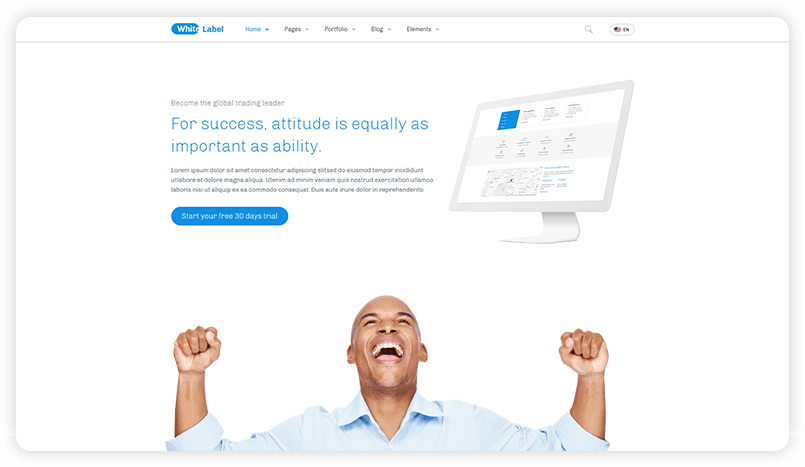 White Label
Home
Pages
Portfolio
Blog
Elements
EN
Become the global trading leader
For success, attitude is equally as
important as ability.
Lorem ipsum dolor sit amet consectetur adipiscing elitsed do eiusmod tempor incididunt
utlabore et dolore magna aliqua. Utenim ad minim veniam quis nostrud exercitation ullamco
laboris nisi ut aliquip ex ea commodo consequat. Duis aute irure dolor in reprehenderito.
Start your free 30 days trial